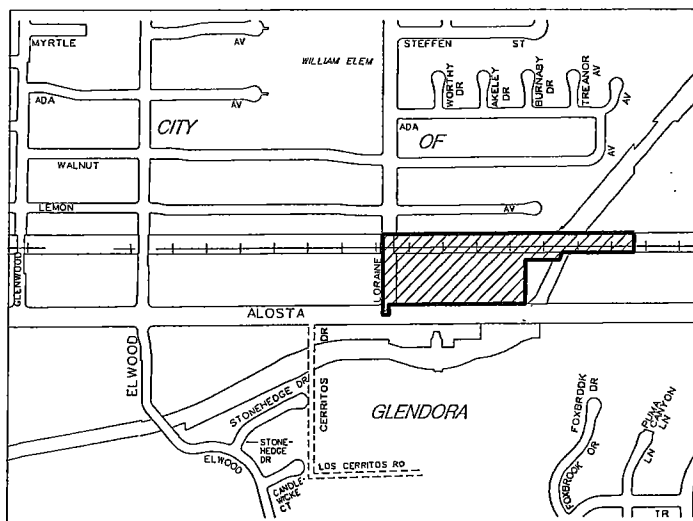 MYRTLE
AV
WILLIAM ELEM
STEFFEN ST
WORTHY DR
AKELEY DR
BURNABY DR
TREANOR AV
AV
ADA
AV
CITY
ADA
OF
AV
WALNUT
LEMON
AV
GLENWOOD
LORAINE
ALOSTA
ELWOOD
CERRITOS DR
STONEHEDGE DR
GLENDORA
FOXBROOK DR
PUMA CANYON LN
STONE-
HEDGE
DR
ELWOOD
FOXBROOK DR
LN
LOS CERRITOS RD
CANDLE-
WICKE
CT
TR